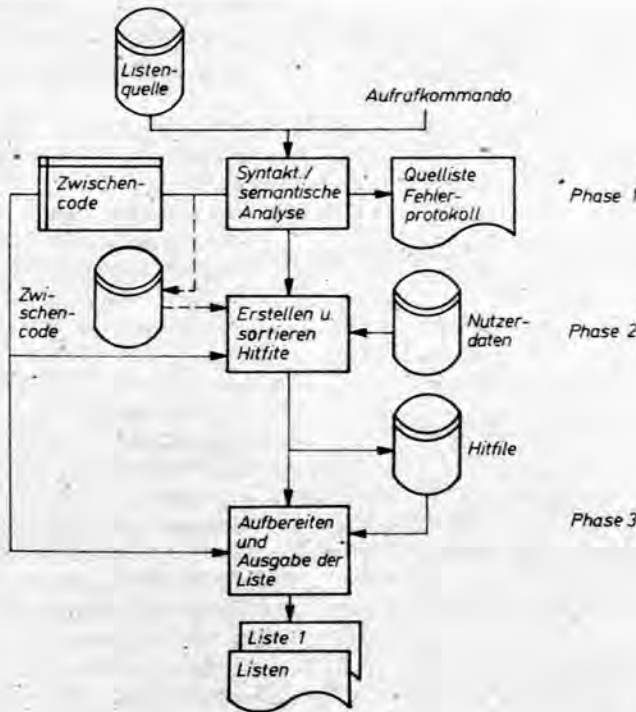 Listen-
quelle
Aufrufkommando
Zwischen-
code
Syntakt./
semantische
Analyse
Quelliste
Fehler-
protokoll
Phase 1
Zwi-
schen-
code
Erstellen u.
sortieren
Hitfite
Nutzer-
daten
Phase 2
Hitfile
Aufbereiten
und
Ausgabe der
Liste
Phase 3
Liste 1
Listen